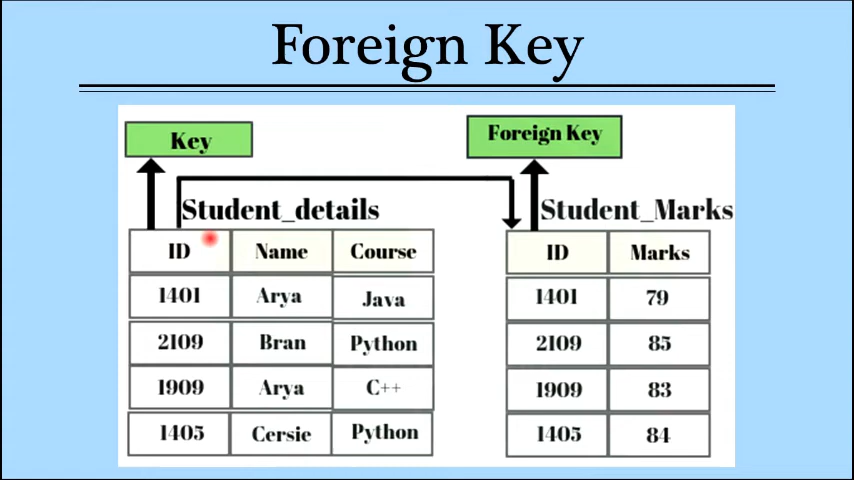 Foreign Key
Key
Foreign Key
Student_details
Student_Marks
ID Name Course
1401 Arya Java
2109 Bran Python
1909 Arya C++
1405 Cersie Python
ID Marks
1401 79
2109 85
1909 83
1405 84